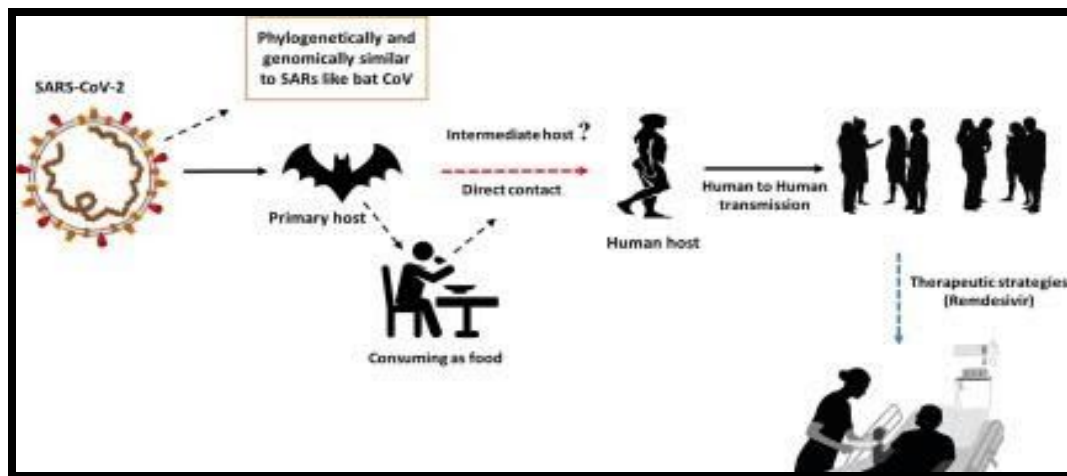 Phylogenetically and
genomically similar
to SARs like bat CoV
SARS-CoV-2
Intermediate host ?
Direct contact
Primary host
Human host
Human to Human
transmission
Consuming as food
Therapeutic strategies
(Remdesivir)